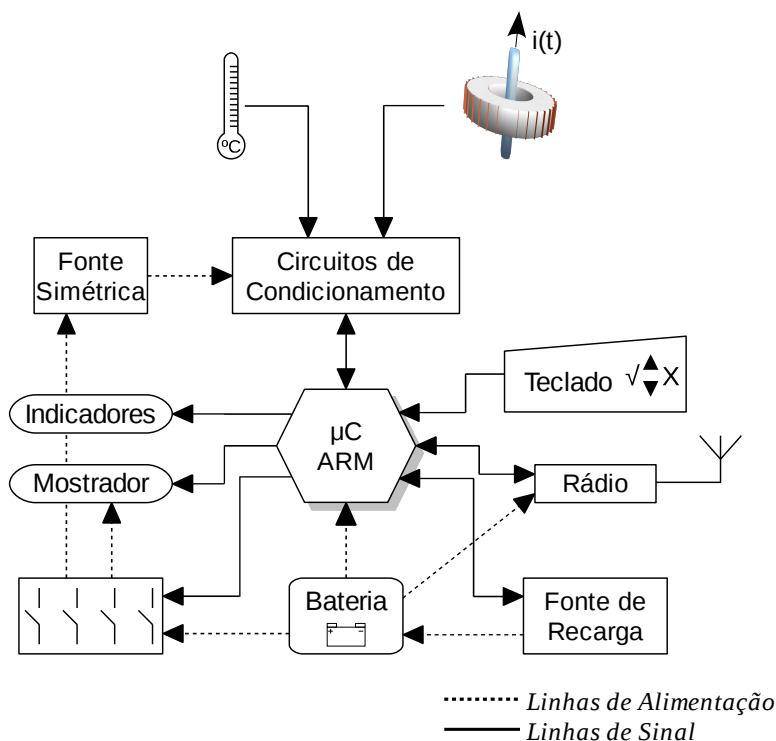 i(t)
ºC
Fonte
Simétrica
Circuitos de
Condicionamento
Teclado √ X
Indicadores
µC
ARM
Mostrador
Rádio
Bateria
+ −
Fonte de
Recarga
Linhas de Alimentação
Linhas de Sinal